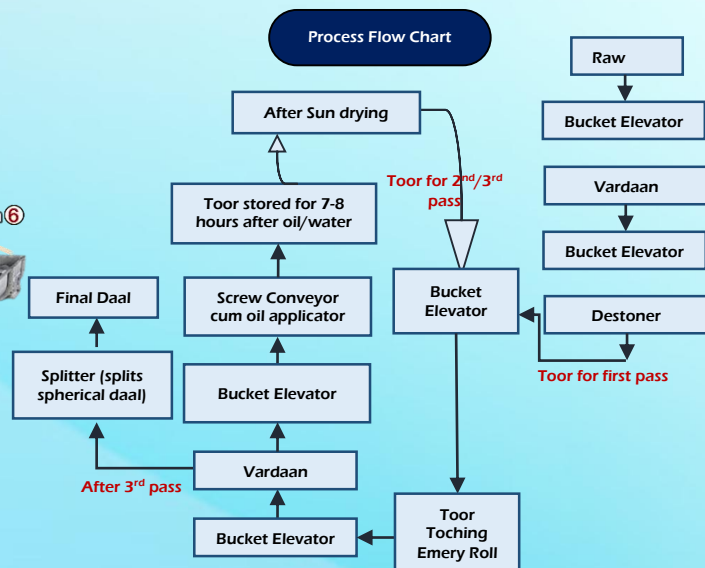 Process Flow Chart
Raw
Bucket Elevator
Vardaan
Bucket Elevator
Destoner
Toor for first pass
After Sun drying
Toor for 2nd/3rd
pass
Bucket
Elevator
Toor
Toching
Emery Roll
Bucket Elevator
Vardaan
Bucket Elevator
Screw Conveyor
cum oil applicator
Toor stored for 7-8
hours after oil/water
After 3rd pass
Splitter (splits
spherical daal)
Final Daal
⑥